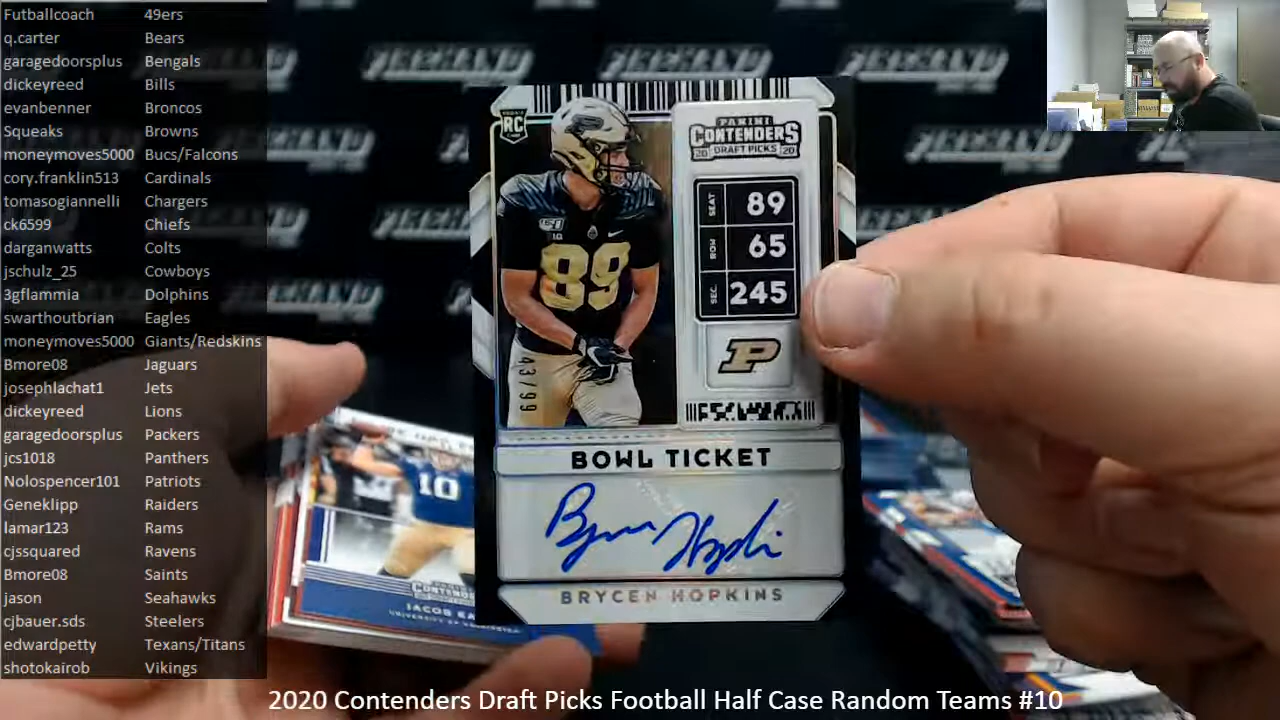 Futballcoach 49ers
q.carter Bears
garagedoorsplus Bengals
dickeyreed Bills
evanbenner Broncos
Squeaks Browns
moneymoves5000 Bucs/Falcons
cory.franklin513 Cardinals
tomasogiannelli Chargers
ck6599 Chiefs
darganwatts Colts
jschulz_25 Cowboys
3gflammia Dolphins
swarthoutbrian Eagles
moneymoves5000 Giants/Redskins
Bmore08 Jaguars
josephlachat1 Jets
dickeyreed Lions
garagedoorsplus Packers
jcs1018 Panthers
Nolospencer101 Patriots
Geneklipp Raiders
lamar123 Rams
cjssquared Ravens
Bmore08 Saints
jason Seahawks
cjbauer.sds Steelers
edwardpetty Texans/Titans
shotokairob Vikings
FIREHAND
RC
PANINI
CONTENDERS
20 DRAFT PICKS 20
SEAT 89
ROW 65
SEC. 245
P
150
89
43/99
BOWL TICKET
Brycen Hopkins
BRYCEN HOPKINS
10
CONTENDERS
JACOB
UNIVERSITY OF
2020 Contenders Draft Picks Football Half Case Random Teams #10